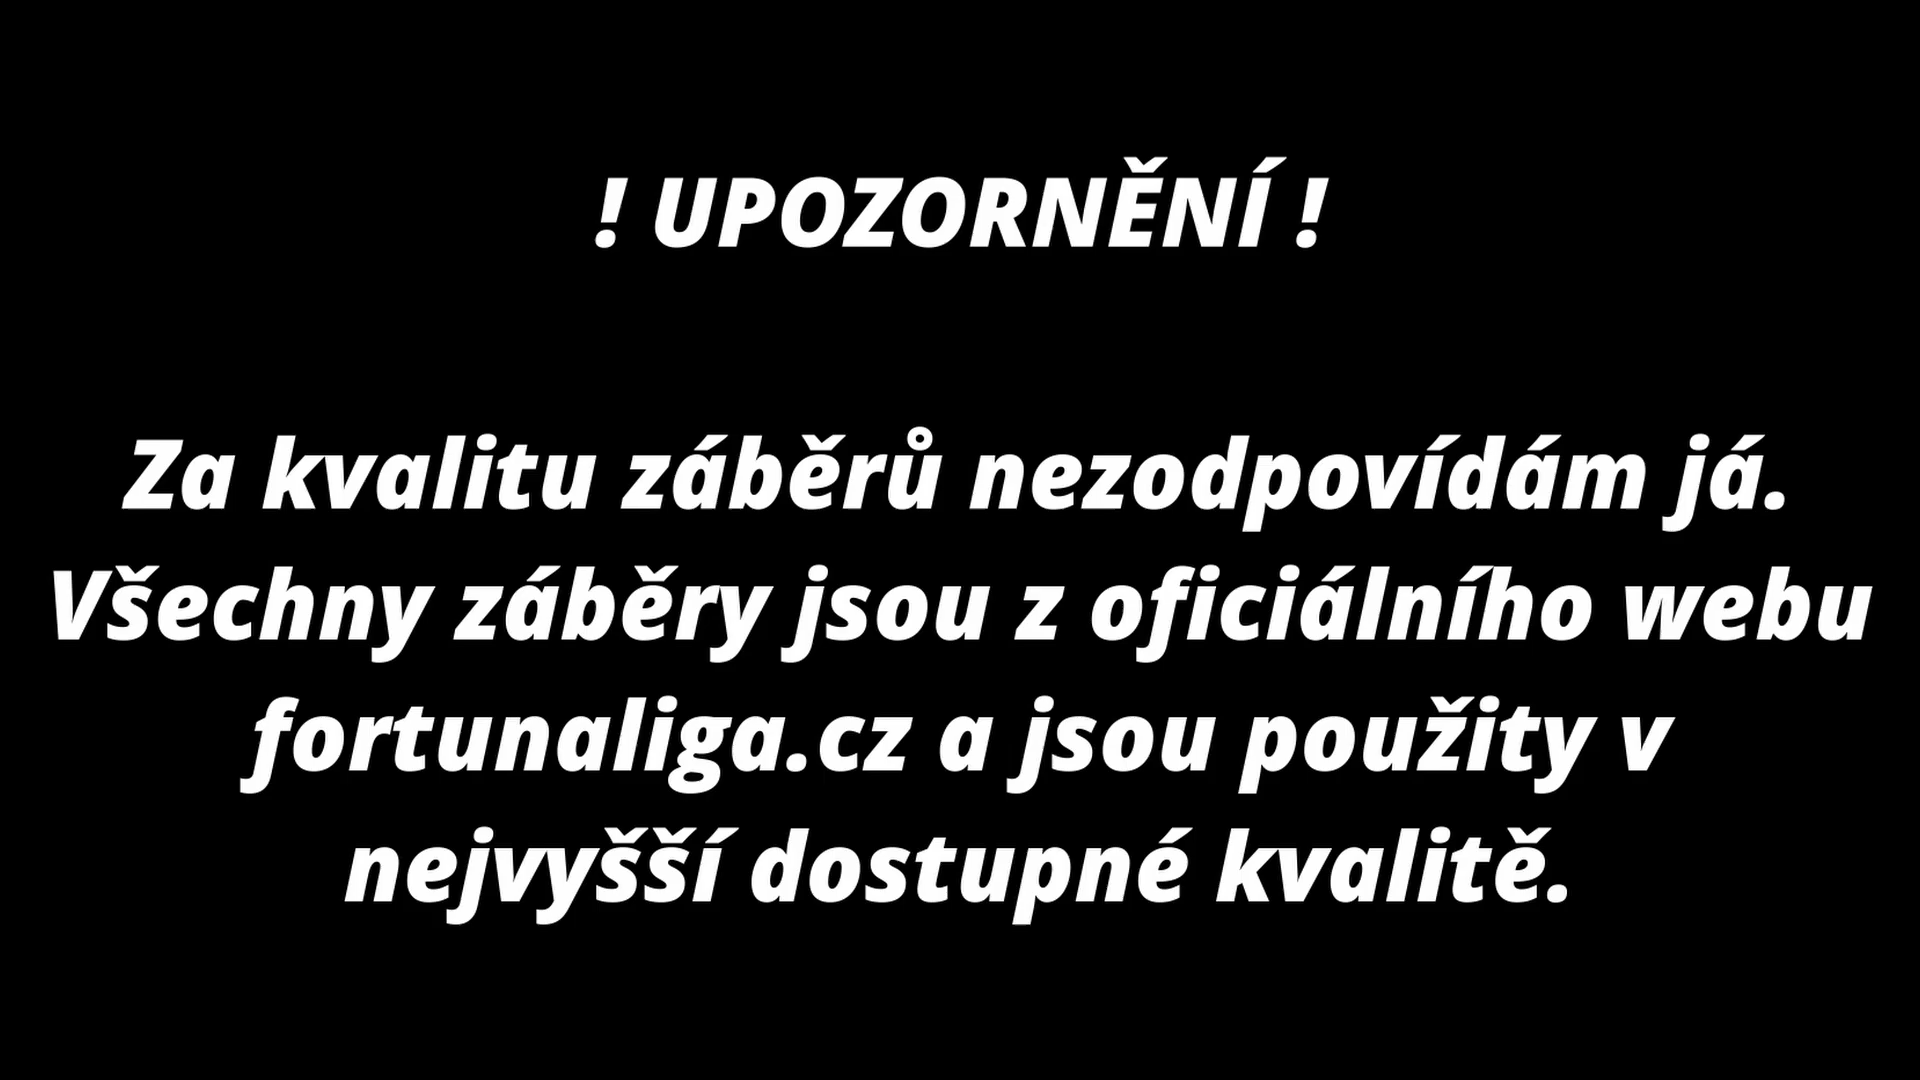 ! UPOZORNĚNÍ !
Za kvalitu záběrů nezodpovídám já.
Všechny záběry jsou z oficiálního webu
fortunaliga.cz a jsou použity v
nejvyšší dostupné kvalitě.